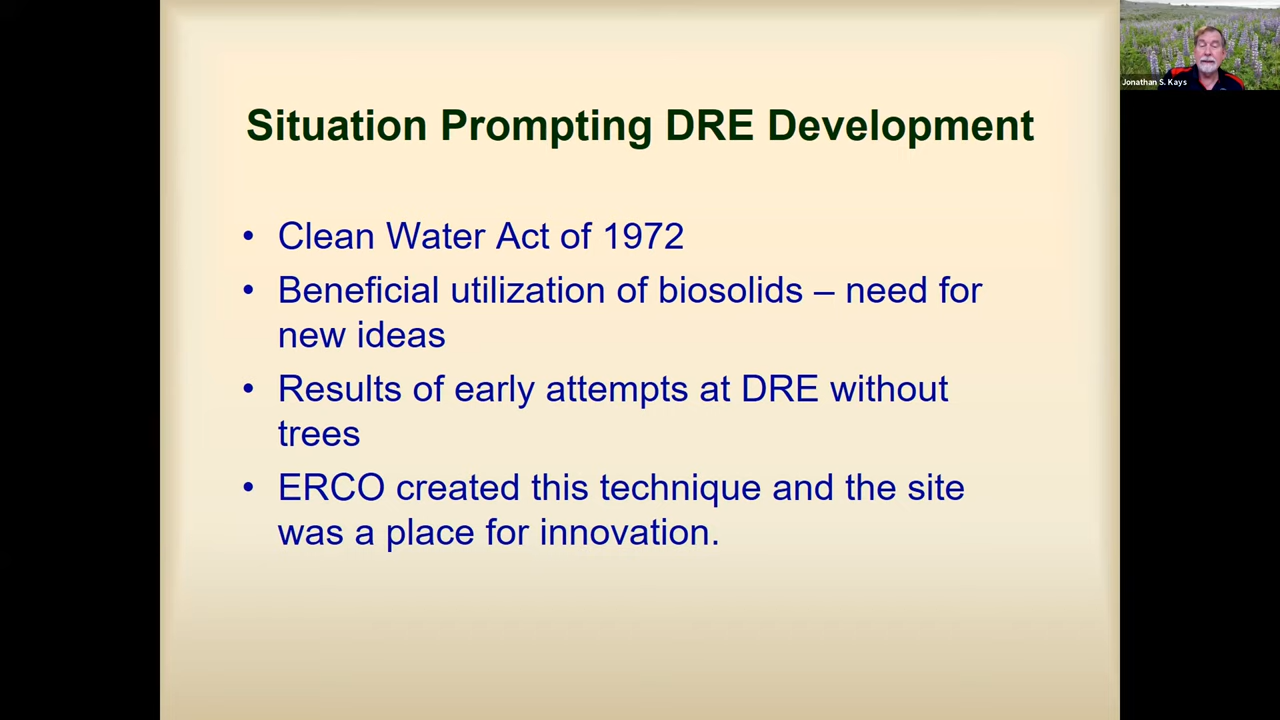 Situation Prompting DRE Development
• Clean Water Act of 1972
• Beneficial utilization of biosolids – need for
new ideas
• Results of early attempts at DRE without
trees
• ERCO created this technique and the site
was a place for innovation.
Jonathan S. Kays